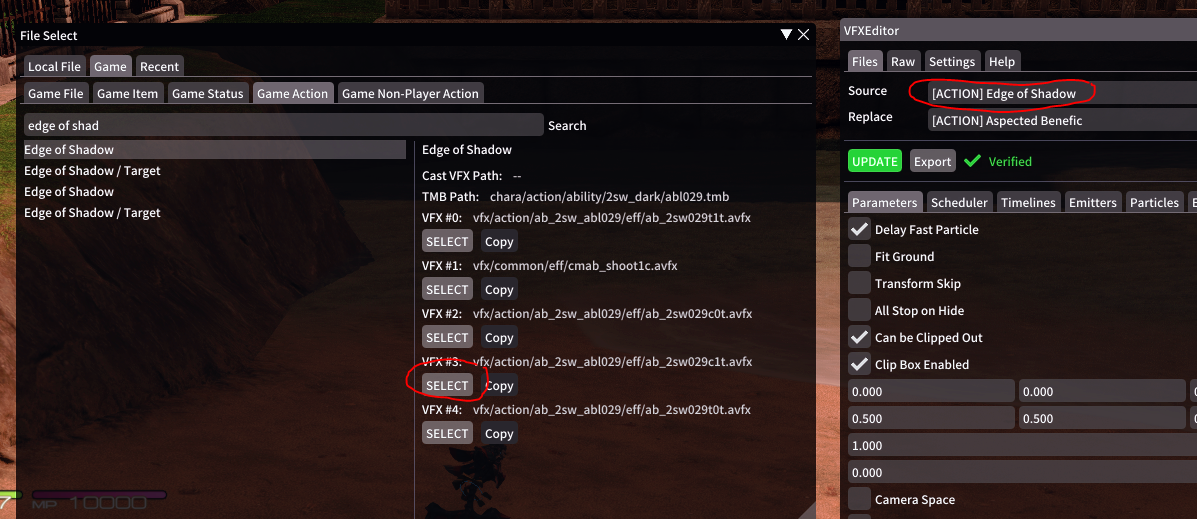 File Select
Local File Game Recent
Game File Game Item Game Status Game Action Game Non-Player Action
edge of shad Search
Edge of Shadow
Edge of Shadow / Target
Edge of Shadow
Edge of Shadow / Target
Edge of Shadow
Cast VFX Path: --
TMB Path: chara/action/ability/2sw_dark/abl029.tmb
VFX #0: vfx/action/ab_2sw_abl029/eff/ab_2sw029t1t.avfx
SELECT Copy
VFX #1: vfx/common/eff/cmab_shoot1c.avfx
SELECT Copy
VFX #2: vfx/action/ab_2sw_abl029/eff/ab_2sw029c0t.avfx
SELECT Copy
VFX #3: vfx/action/ab_2sw_abl029/eff/ab_2sw029c1t.avfx
SELECT Copy
VFX #4: vfx/action/ab_2sw_abl029/eff/ab_2sw029t0t.avfx
SELECT Copy
7 MP 10000
VFXEditor
Files Raw Settings Help
Source [ACTION] Edge of Shadow
Replace [ACTION] Aspected Benefic
UPDATE Export Verified
Parameters Scheduler Timelines Emitters Particles E
Delay Fast Particle
Fit Ground
Transform Skip
All Stop on Hide
Can be Clipped Out
Clip Box Enabled
0.000 0.000
0.500 0.500
1.000
0.000
Camera Space